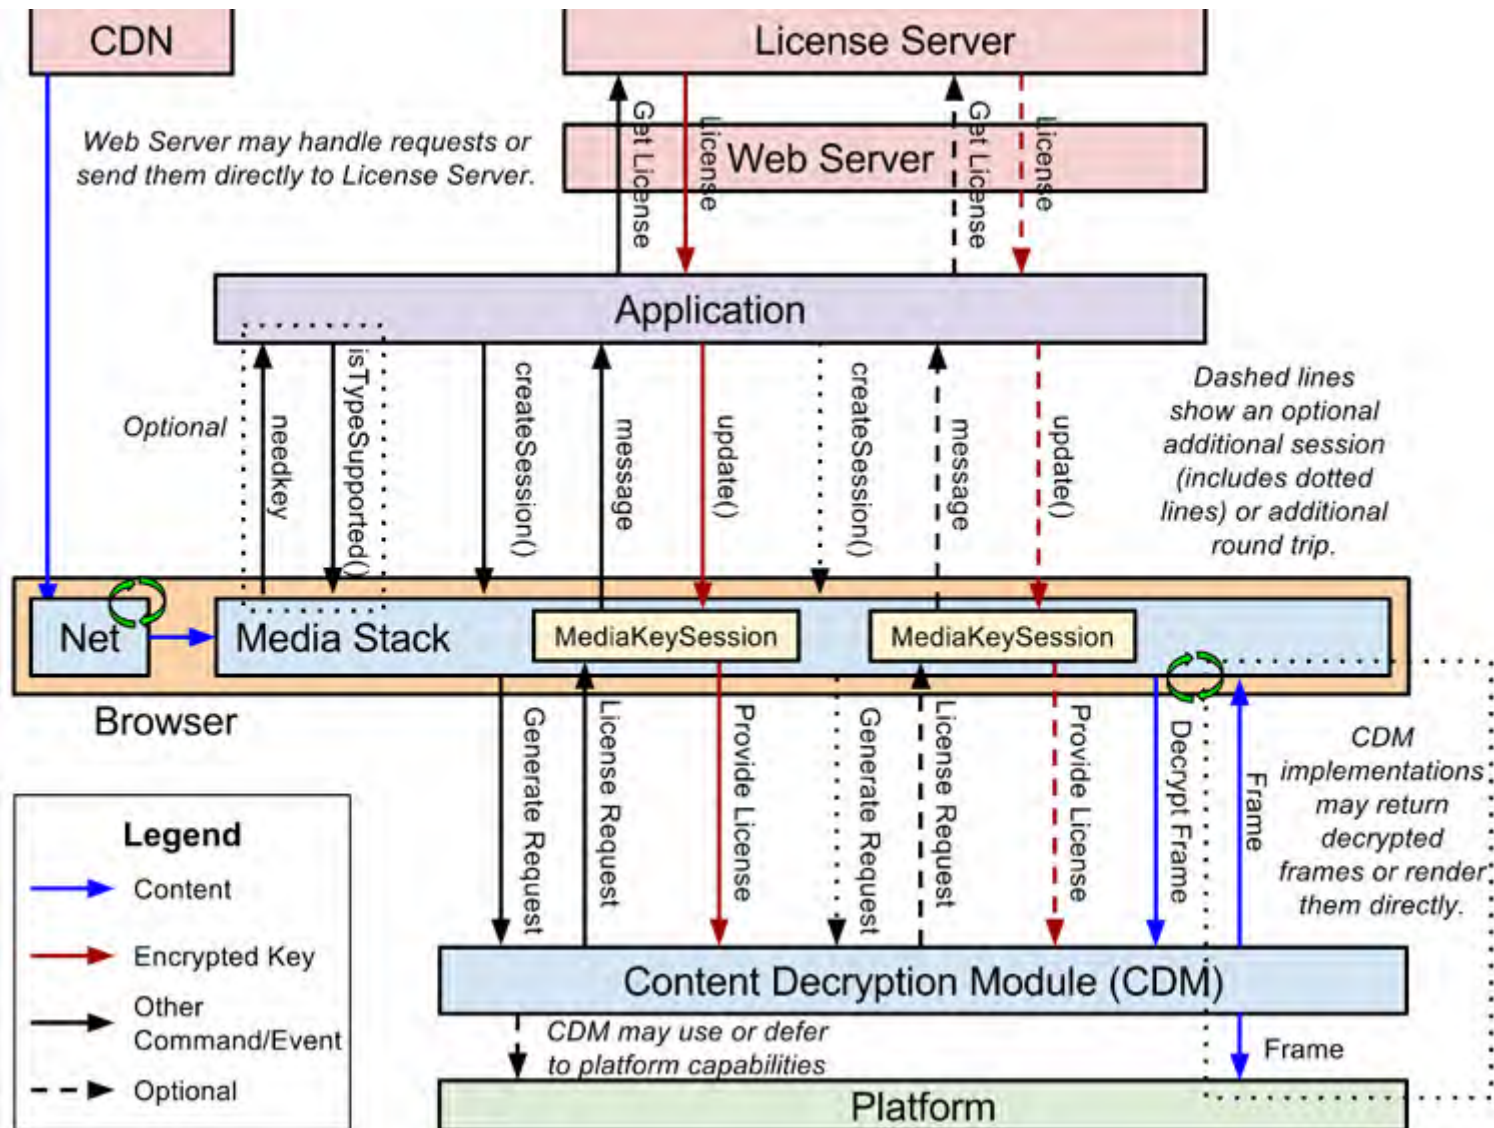 CDN
License Server
Web Server may handle requests or
send them directly to License Server.
Get License
License
Get License
License
Web Server
Application
Optional
needkey
isTypeSupported()
createSession()
message
update()
createSession()
message
update()
Dashed lines
show an optional
additional session
(includes dotted
lines) or additional
round trip.
Net
Media Stack
MediaKeySession
MediaKeySession
Browser
Generate Request
License Request
Provide License
Generate Request
License Request
Provide License
Decrypt Frame
Frame
CDM
implementations
may return
decrypted
frames or render
them directly.
Legend
Content
Encrypted Key
Other
Command/Event
Optional
Content Decryption Module (CDM)
CDM may use or defer
to platform capabilities
Frame
Platform